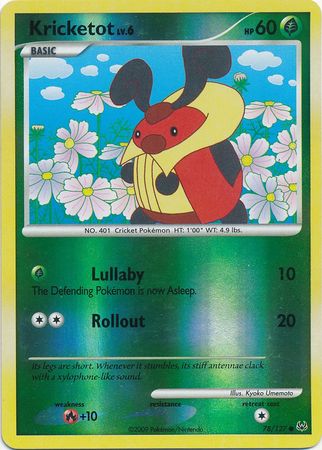 Kricketot LV.6 HP 60
BASIC
NO. 401 Cricket Pokémon HT: 1'00" WT: 4.9 lbs.
Lullaby 10
The Defending Pokémon is now Asleep.
Rollout 20
Its legs are short. Whenever it stumbles, its stiff antennae clack
with a xylophone-like sound.
Illus. Kyoko Umemoto
weakness resistance retreat cost
+10
©2009 Pokémon/Nintendo
78/127